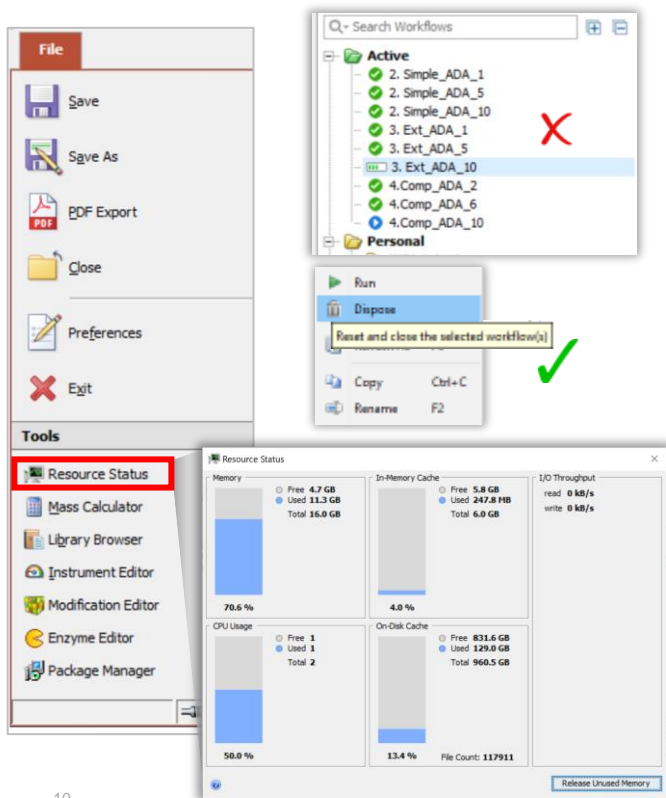 File
Save
Save As
PDF Export
Close
Preferences
Exit
Tools
Resource Status
Mass Calculator
Library Browser
Instrument Editor
Modification Editor
Enzyme Editor
Package Manager
Search Workflows
Active
2. Simple_ADA_1
2. Simple_ADA_5
2. Simple_ADA_10
3. Ext_ADA_1
3. Ext_ADA_5
3. Ext_ADA_10
4.Comp_ADA_2
4.Comp_ADA_6
4.Comp_ADA_10
Personal
Run
Dispose
Reset and close the selected workflow(s)
Copy Ctrl+C
Rename F2
Resource Status
Memory
Free 4.7 GB
Used 11.3 GB
Total 16.0 GB
70.6 %
In-Memory Cache
Free 5.8 GB
Used 247.8 MB
Total 6.0 GB
4.0 %
I/O Throughput
read 0 kB/s
write 0 kB/s
CPU Usage
Free 1
Used 1
Total 2
50.0 %
On-Disk Cache
Free 831.6 GB
Used 129.0 GB
Total 960.5 GB
13.4 % File Count: 117911
Release Unused Memory